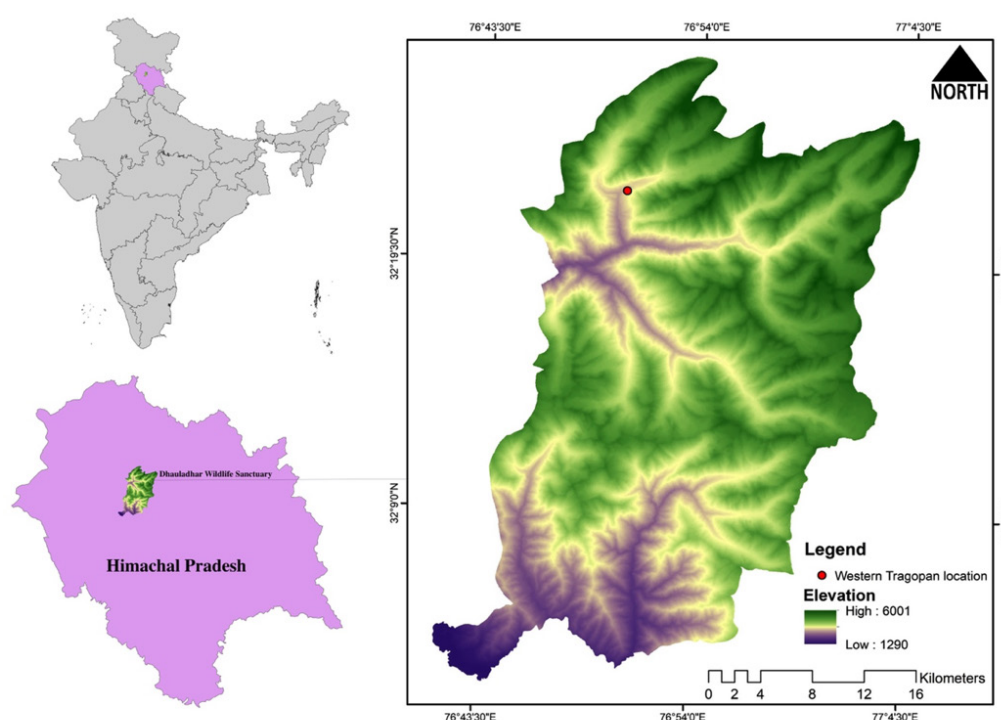 76°43'30"E
76°54'0"E
77°4'30"E
NORTH
32°19'30"N
32°9'0"N
Dhauladhar Wildlife Sanctuary
Himachal Pradesh
Legend
Western Tragopan location
Elevation
High : 6001
Low : 1290
Kilometers
0 2 4 8 12 16
76°43'30"E
76°54'0"E
77°4'30"E